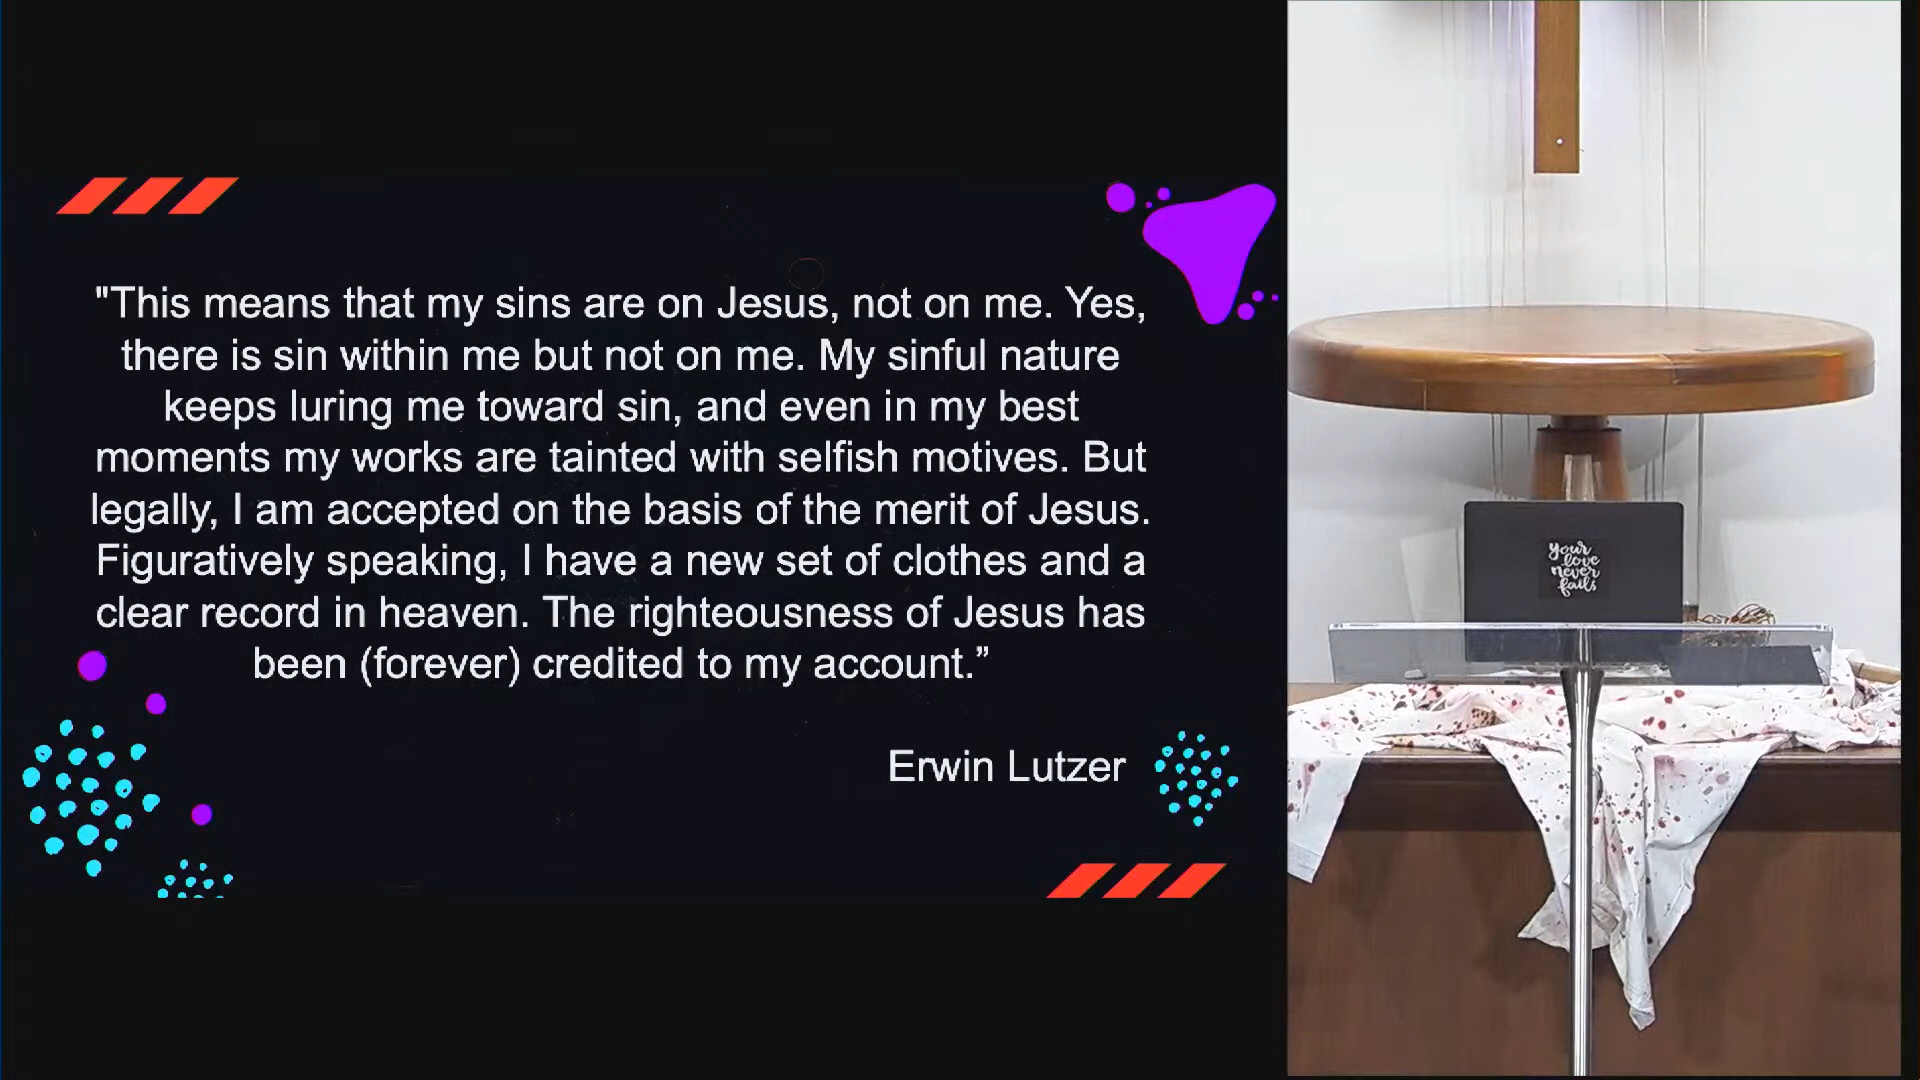 "This means that my sins are on Jesus, not on me. Yes,
there is sin within me but not on me. My sinful nature
keeps luring me toward sin, and even in my best
moments my works are tainted with selfish motives. But
legally, I am accepted on the basis of the merit of Jesus.
Figuratively speaking, I have a new set of clothes and a
clear record in heaven. The righteousness of Jesus has
been (forever) credited to my account.”
Erwin Lutzer
your
love
never
fails